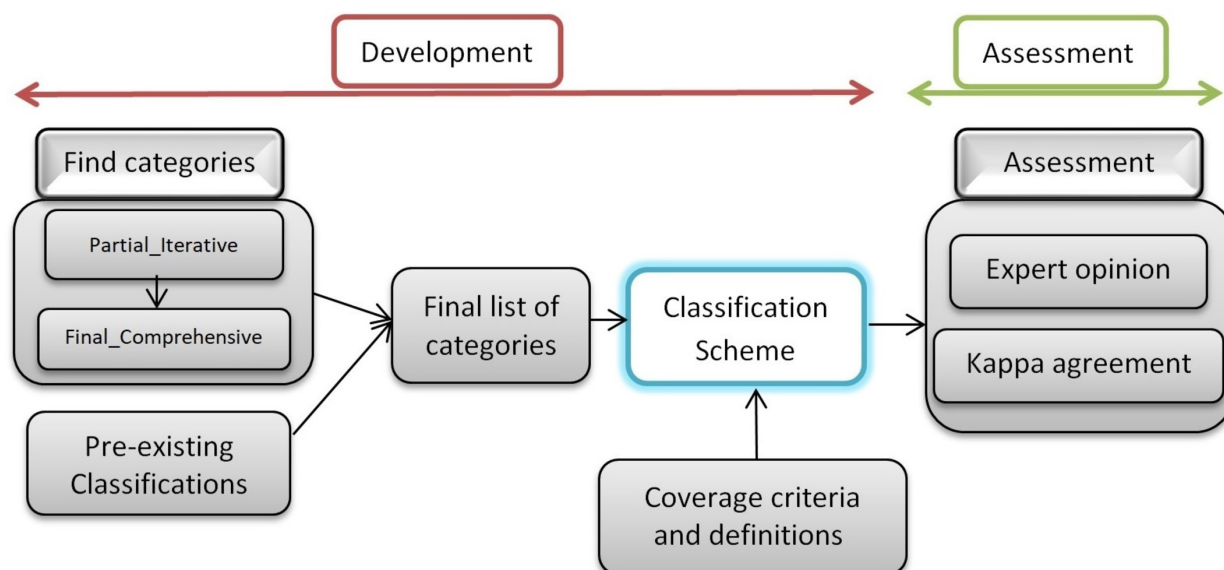 Development
Assessment
Find categories
Partial_Iterative
Final_Comprehensive
Pre-existing
Classifications
Final list of
categories
Classification
Scheme
Coverage criteria
and definitions
Assessment
Expert opinion
Kappa agreement